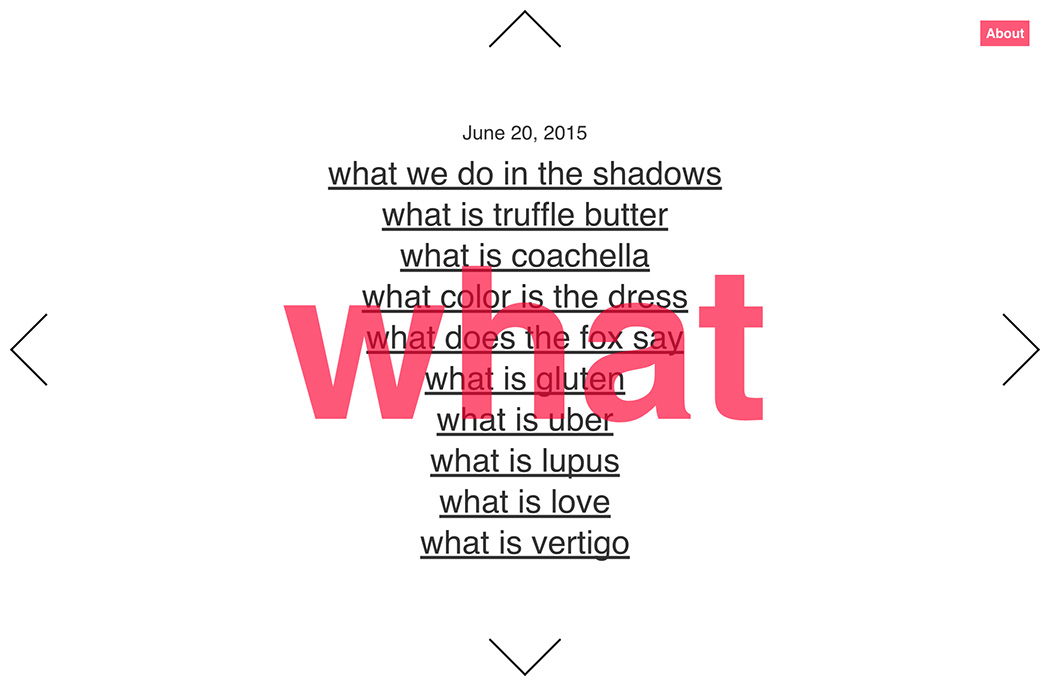 About
June 20, 2015
what we do in the shadows
what is truffle butter
what is coachella
what color is the dress
what does the fox say
what is gluten
what is uber
what is lupus
what is love
what is vertigo
what